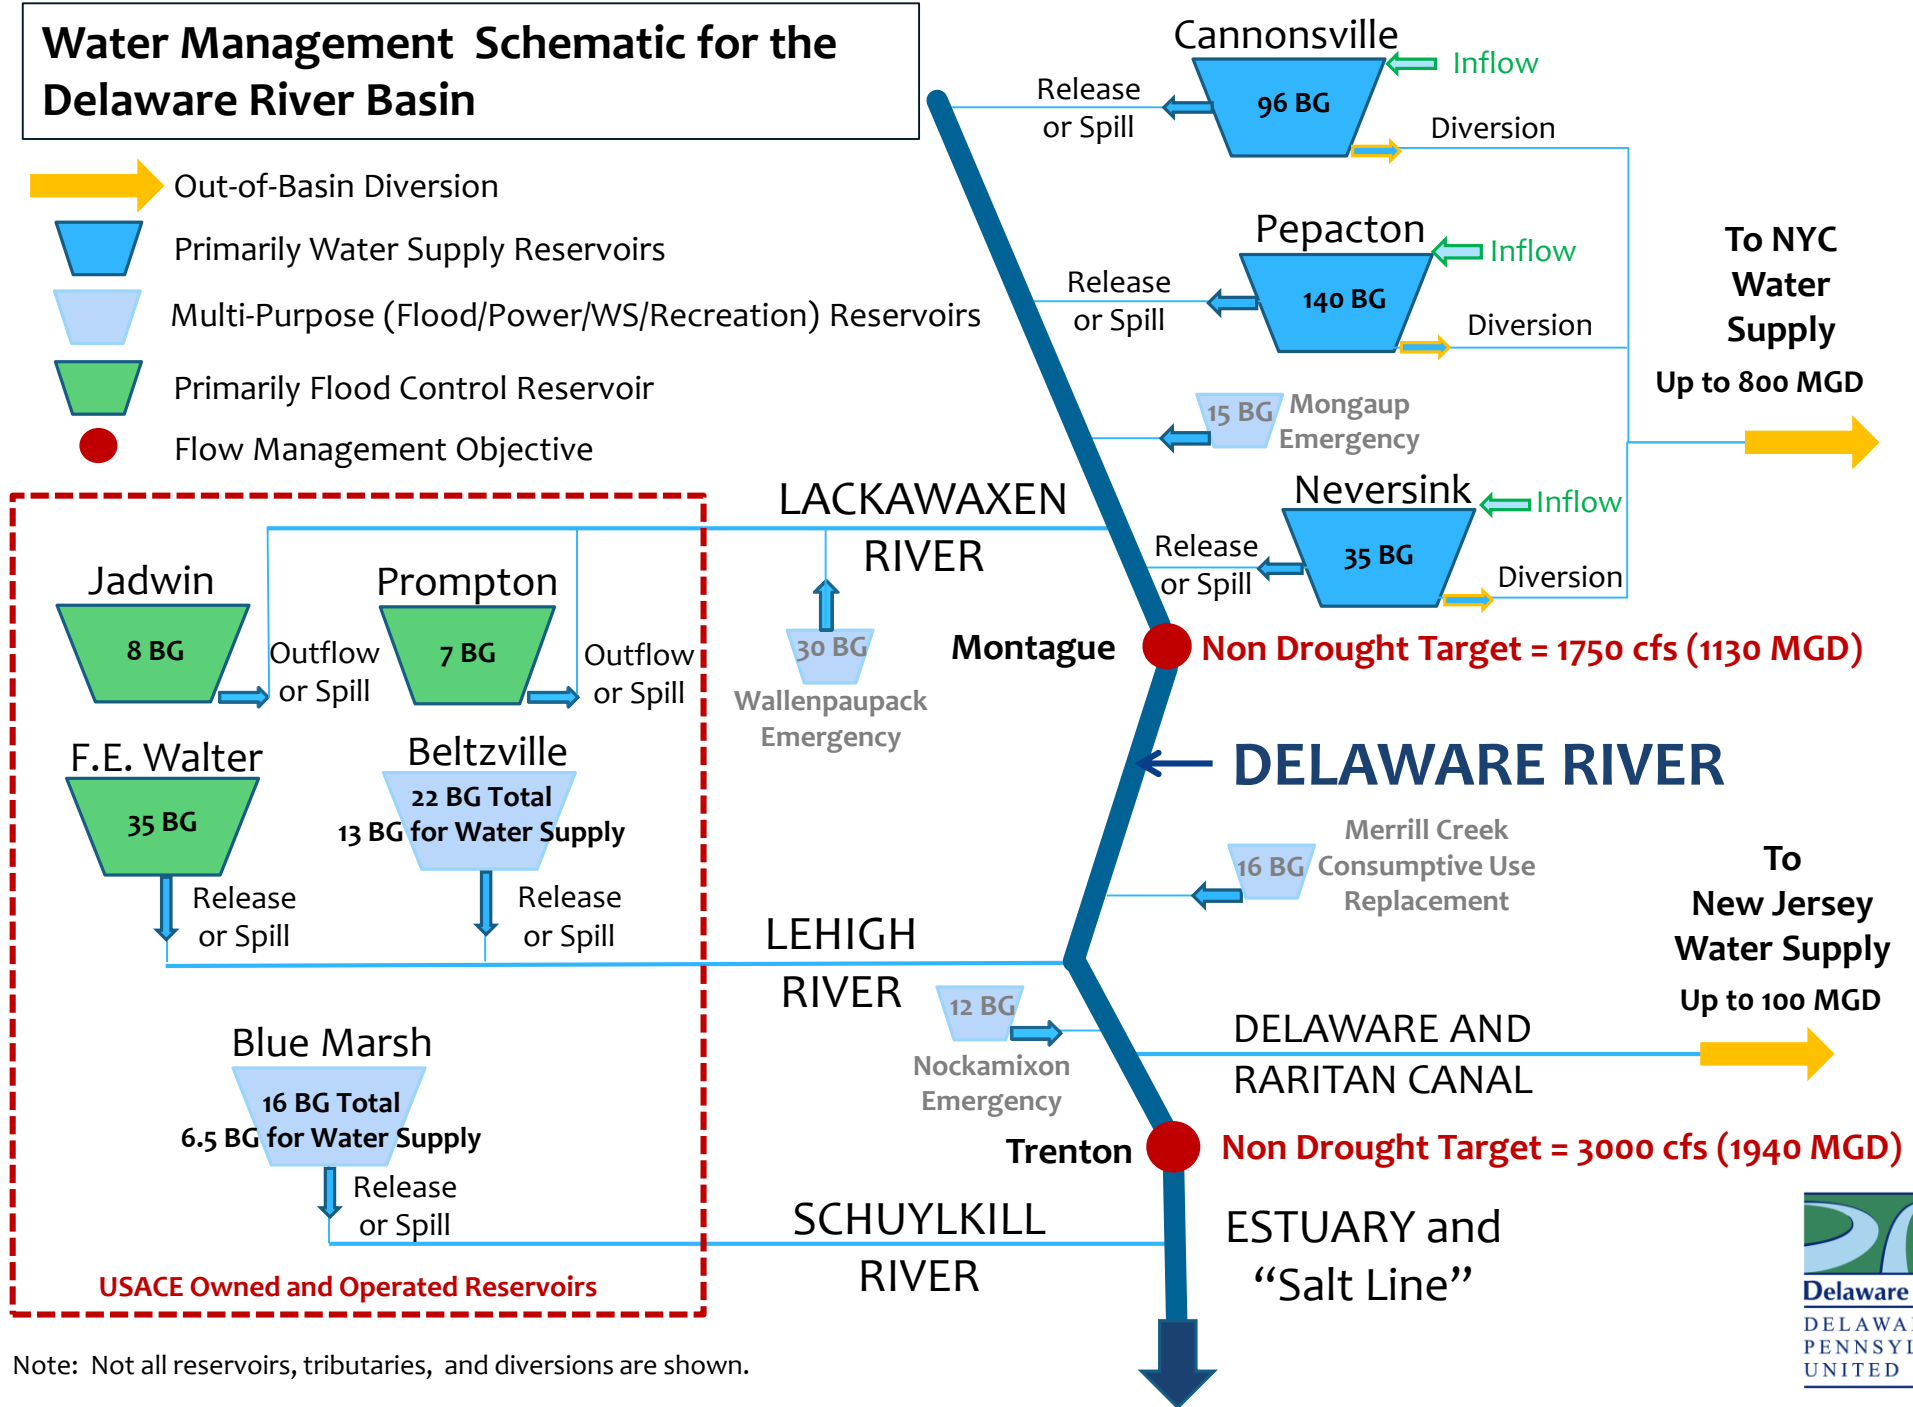 Water Management  Schematic for the
Delaware River Basin
Out-of-Basin Diversion
Primarily Water Supply Reservoirs
Multi-Purpose (Flood/Power/WS/Recreation) Reservoirs
Primarily Flood Control Reservoir
Flow Management Objective
Cannonsville
Inflow
96 BG
Release
or Spill
Diversion
Pepacton
Inflow
140 BG
Release
or Spill
Diversion
To NYC
Water
Supply
Up to 800 MGD
15 BG
Mongaup
Emergency
Neversink
Inflow
35 BG
Release
or Spill
Diversion
LACKAWAXEN
RIVER
Jadwin
8 BG
Outflow
or Spill
Prompton
7 BG
Outflow
or Spill
30 BG
Wallenpaupack
Emergency
Montague
Non Drought Target = 1750 cfs (1130 MGD)
F.E. Walter
35 BG
Release
or Spill
Beltzville
22 BG Total
13 BG for Water Supply
Release
or Spill
DELAWARE RIVER
16 BG
Merrill Creek
Consumptive Use
Replacement
LEHIGH
RIVER
12 BG
Nockamixon
Emergency
To
New Jersey
Water Supply
Up to 100 MGD
DELAWARE AND
RARITAN CANAL
Blue Marsh
16 BG Total
6.5 BG for Water Supply
Release
or Spill
Trenton
Non Drought Target = 3000 cfs (1940 MGD)
SCHUYLKILL
RIVER
ESTUARY and
“Salt Line”
USACE Owned and Operated Reservoirs
Note:  Not all reservoirs, tributaries,  and diversions are shown.
Delaware
DELAWA
PENNSYL
UNITED